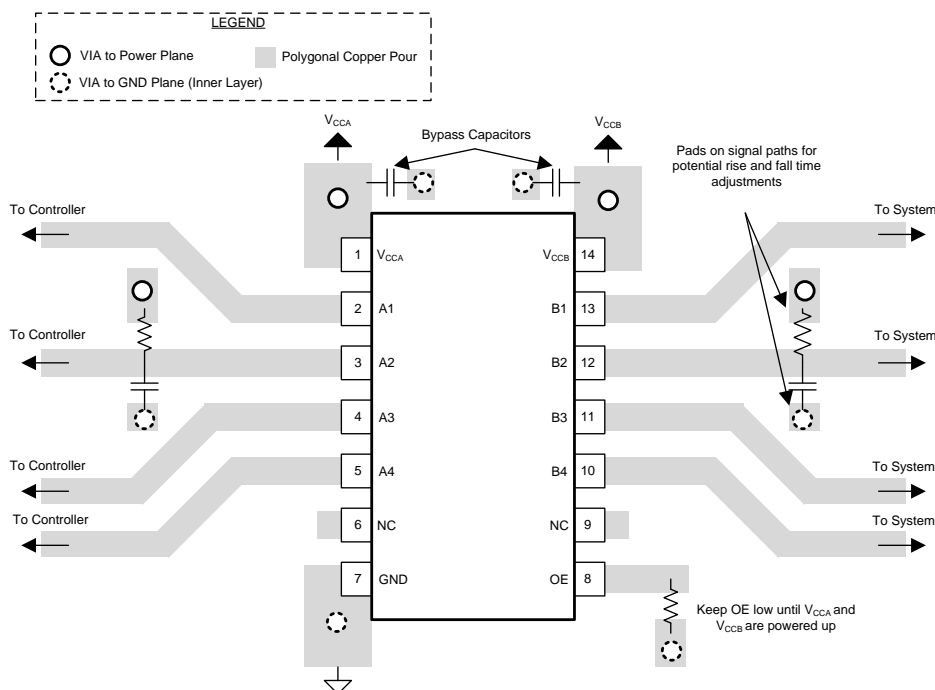 LEGEND
VIA to Power Plane
Polygonal Copper Pour
VIA to GND Plane (Inner Layer)
VCCA
Bypass Capacitors
VCCB
Pads on signal paths for
potential rise and fall time
adjustments
To Controller
To System
1 VCCA
VCCB 14
2 A1
B1 13
To Controller
To System
3 A2
B2 12
4 A3
B3 11
To Controller
To System
5 A4
B4 10
To Controller
To System
6 NC
NC 9
7 GND
OE 8
Keep OE low until VCCA and
VCCB are powered up